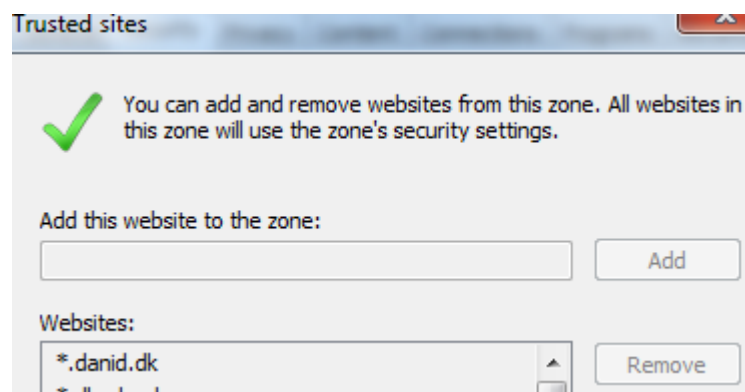 Trusted sites
You can add and remove websites from this zone. All websites in
this zone will use the zone's security settings.
Add this website to the zone:
Add
Websites:
*.danid.dk
Remove